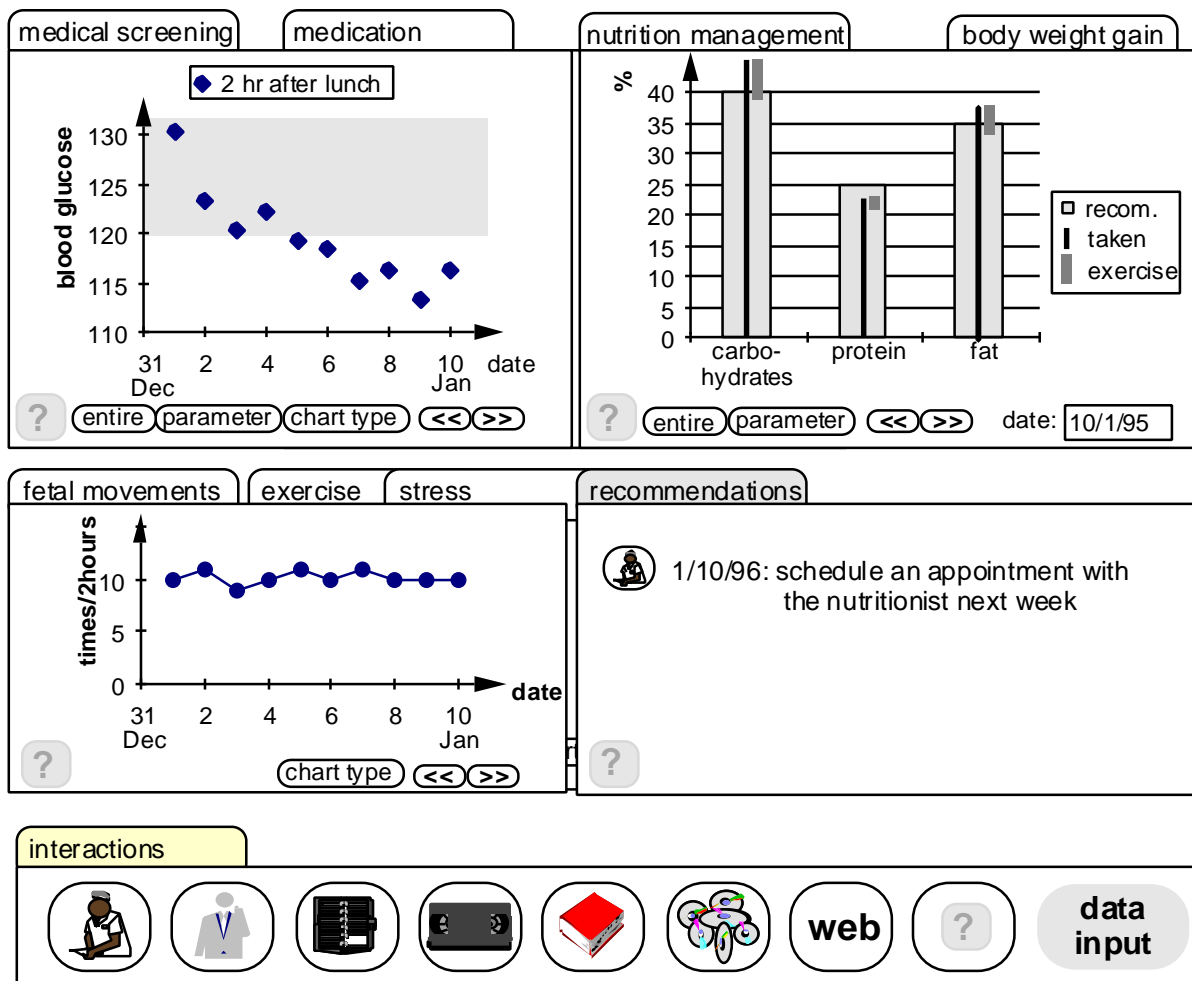 medical screening
medication
2 hr after lunch
blood glucose
130
125
120
115
110
31 2 4 6 8 10 date
Dec Jan
? entire parameter chart type << >>
nutrition management
body weight gain
%
40
35
30
25
20
15
10
5
0
carbo- protein fat
hydrates
recom.
taken
exercise
? entire parameter << >> date: 10/1/95
fetal movements
exercise
stress
times/2hours
10
5
0
date
31 2 4 6 8 10
Dec Jan
? chart type << >>
recommendations
1/10/96: schedule an appointment with
the nutritionist next week
?
interactions
web
?
data
input